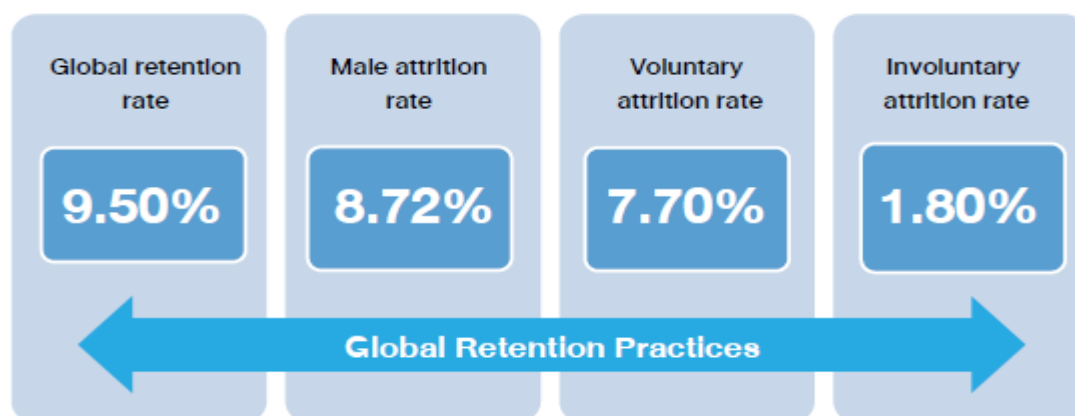 Global retention
rate
9.50%
Male attrition
rate
8.72%
Voluntary
attrition rate
7.70%
Involuntary
attrition rate
1.80%
Global Retention Practices